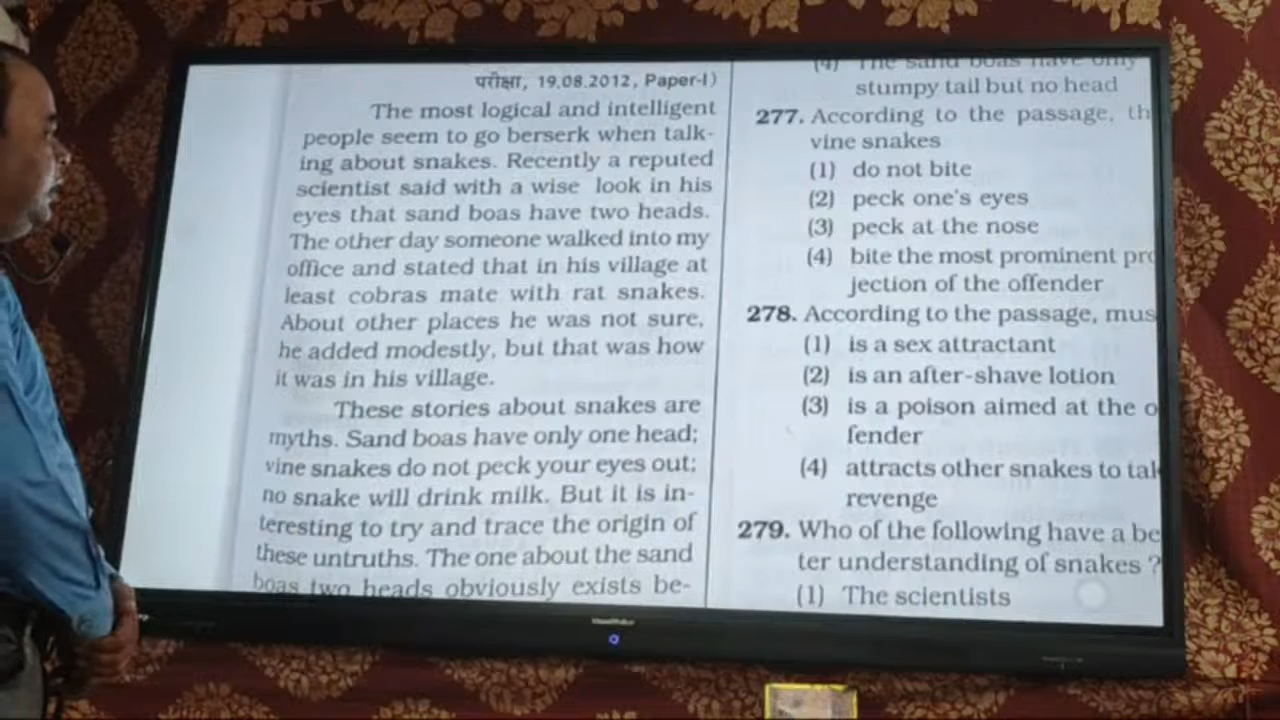 परीक्षा, 19.08.2012, Paper-I)
The most logical and intelligent
people seem to go berserk when talk-
ing about snakes. Recently a reputed
scientist said with a wise look in his
eyes that sand boas have two heads.
The other day someone walked into my
office and stated that in his village at
least cobras mate with rat snakes.
About other places he was not sure,
he added modestly, but that was how
it was in his village.
These stories about snakes are
myths. Sand boas have only one head;
vine snakes do not peck your eyes out;
no snake will drink milk. But it is in-
teresting to try and trace the origin of
these untruths. The one about the sand
boas two heads obviously exists be-
(4) The sand boas have only
stumpy tail but no head
277. According to the passage, th
vine snakes
(1) do not bite
(2) peck one's eyes
(3) peck at the nose
(4) bite the most prominent pro
jection of the offender
278. According to the passage, mus
(1) is a sex attractant
(2) is an after-shave lotion
(3) is a poison aimed at the o
fender
(4) attracts other snakes to tak
revenge
279. Who of the following have a be
ter understanding of snakes ?
(1) The scientists